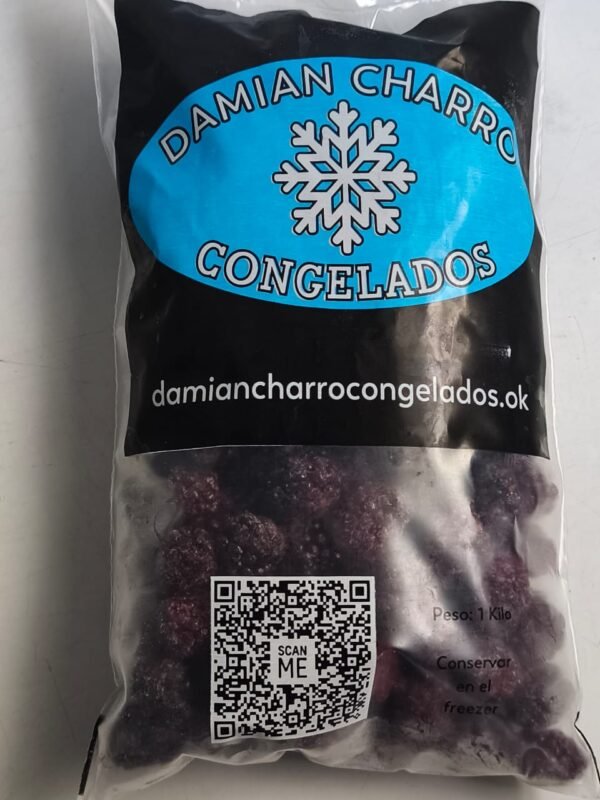 DAMIAN CHARRO
CONGELADOS
damiancharrocongelados.ok
SCAN
ME
Peso: 1 Kilo
Conservar
en el
freezer